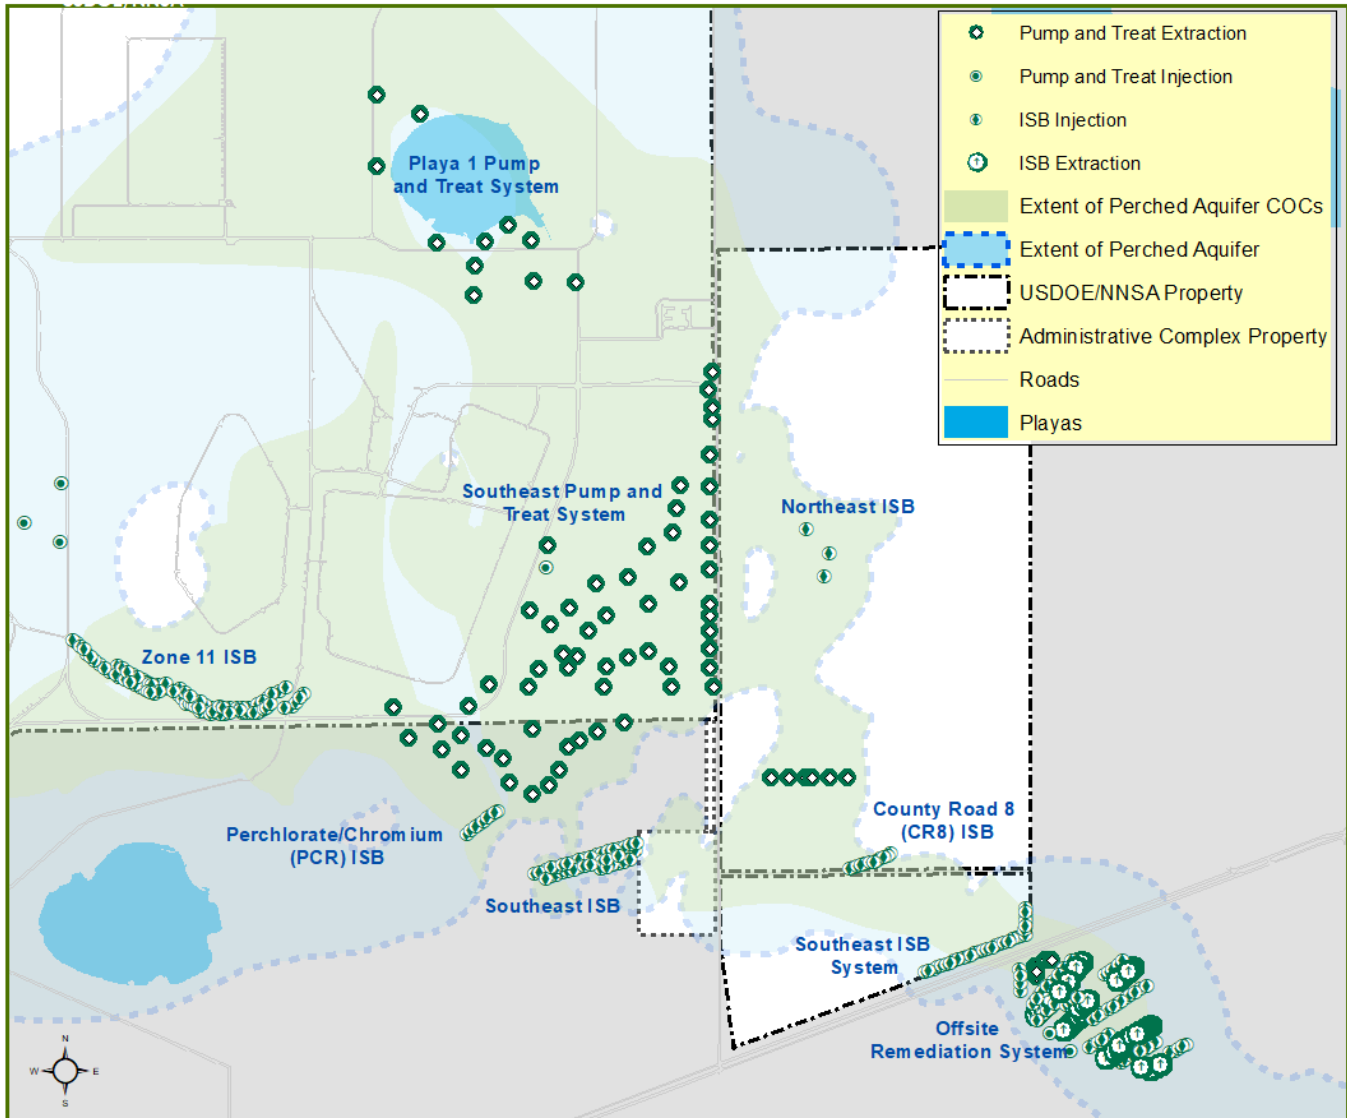 USDOE/NNSA
Pump and Treat Extraction
Pump and Treat Injection
ISB Injection
ISB Extraction
Extent of Perched Aquifer COCs
Extent of Perched Aquifer
USDOE/NNSA Property
Administrative Complex Property
Roads
Playas
Playa 1 Pump
and Treat System
Southeast Pump and
Treat System
Northeast ISB
Zone 11 ISB
County Road 8
(CR8) ISB
Perchlorate/Chromium
(PCR) ISB
Southeast ISB
Southeast ISB
System
Offsite
Remediation System
N
W
E
S